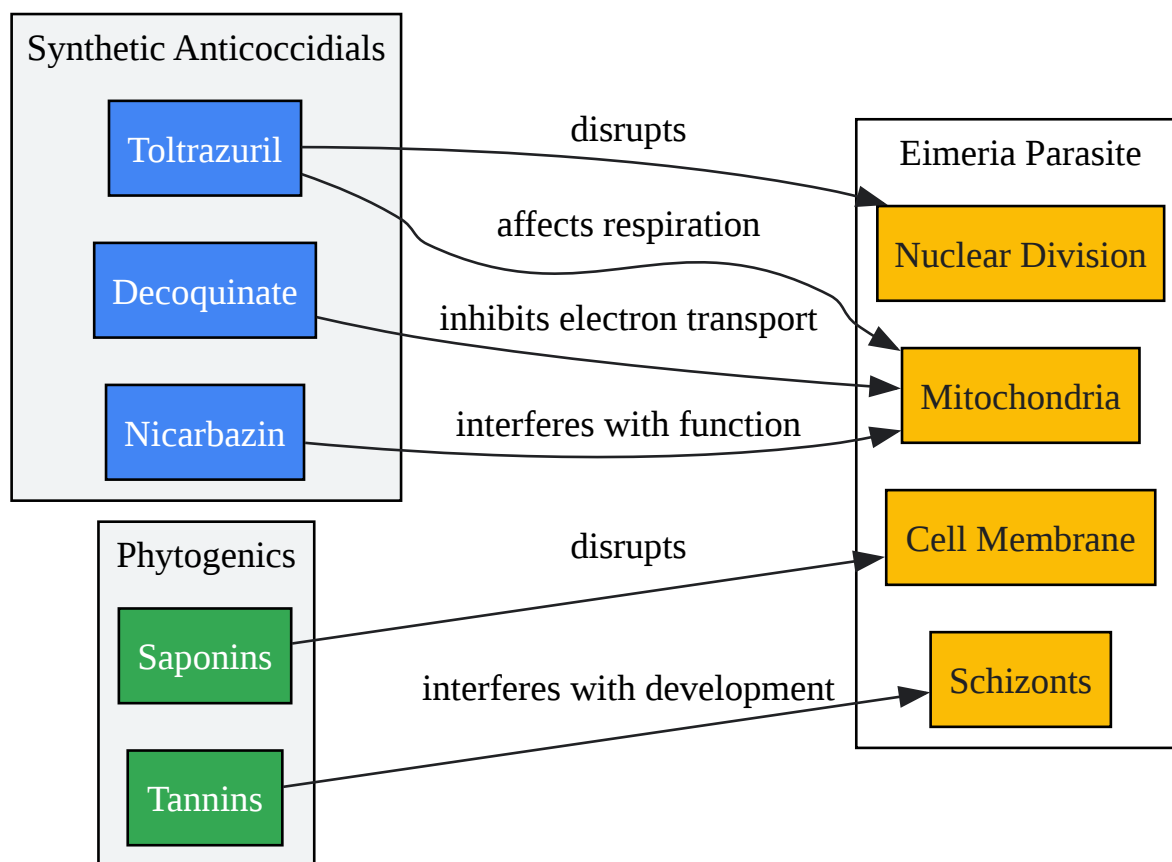 Synthetic Anticoccidials
Toltrazuril
Decoquinate
Nicarbazin
Phytogenics
Saponins
Tannins
disrupts
affects respiration
inhibits electron transport
interferes with function
disrupts
interferes with development
Eimeria Parasite
Nuclear Division
Mitochondria
Cell Membrane
Schizonts